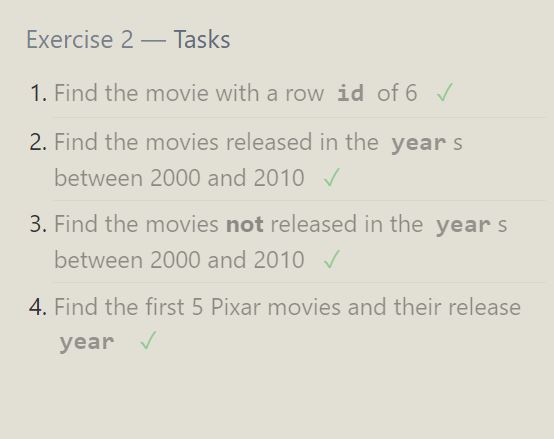 Exercise 2 — Tasks
1. Find the movie with a row id of 6 ✓
2. Find the movies released in the year s
between 2000 and 2010 ✓
3. Find the movies not released in the year s
between 2000 and 2010 ✓
4. Find the first 5 Pixar movies and their release
year ✓